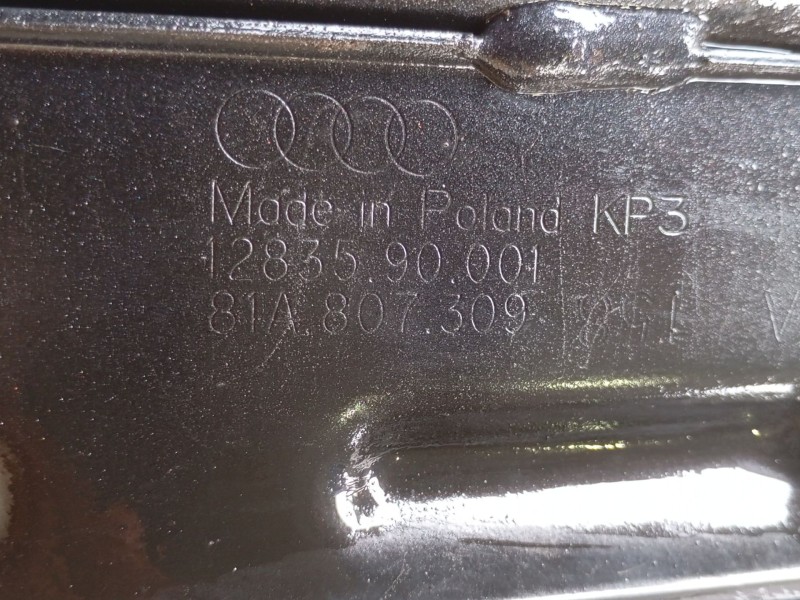 Made in Poland KP3
12835.90.001
81A.807.309